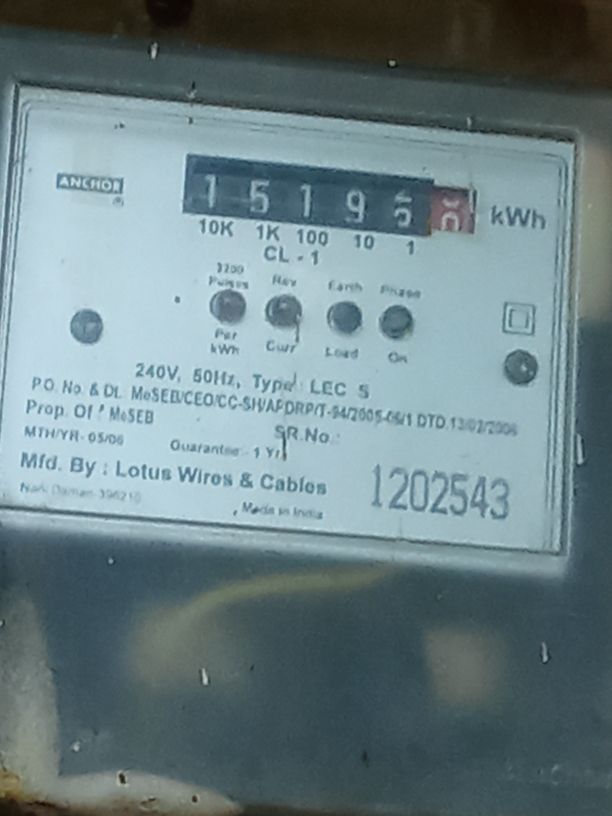 ANCHOR
1 5 1 9 5 kWh
10K 1K 100 10 1
CL - 1
3200 Pulses Rev Earth Phase
Per kWh Curr Load On
240V, 50Hz, Type : LEC S
P.O. No. & Dt. MeSEB/CEO/CC-SH/APDRP/T-94/2005-06/1 DTD.13/02/2006
Prop. Of : MeSEB SR.No.:
MTH/YR- 05/06 Guarantee - 1 Yr
Mfd. By : Lotus Wires & Cables 1202543
Nani Daman 396210 Made in India